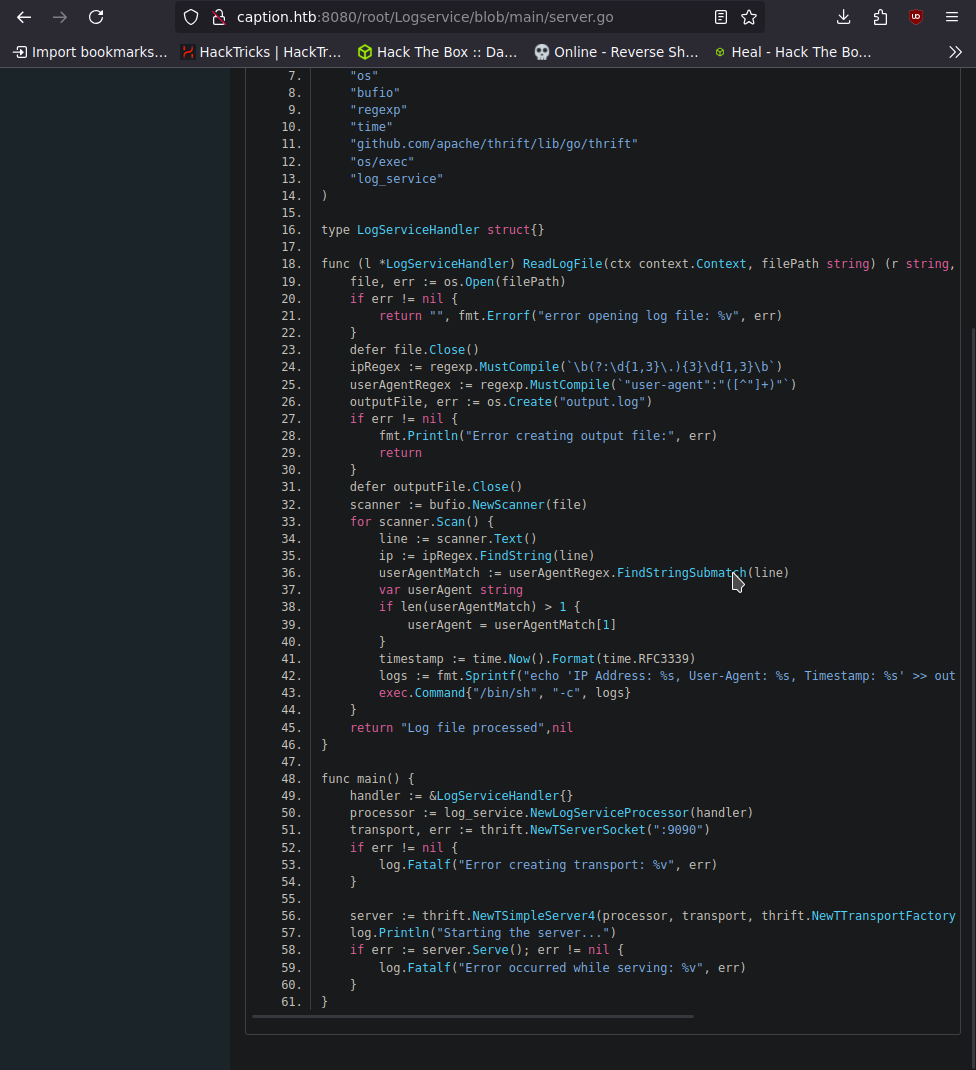 caption.htb:8080/root/Logservice/blob/main/server.go
Import bookmarks... HackTricks | HackTr... Hack The Box :: Da... Online - Reverse Sh... Heal - Hack The Bo...
7. "os"
8. "bufio"
9. "regexp"
10. "time"
11. "github.com/apache/thrift/lib/go/thrift"
12. "os/exec"
13. "log_service"
14. )
15.
16. type LogServiceHandler struct{}
17.
18. func (l *LogServiceHandler) ReadLogFile(ctx context.Context, filePath string) (r string,
19. file, err := os.Open(filePath)
20. if err != nil {
21. return "", fmt.Errorf("error opening log file: %v", err)
22. }
23. defer file.Close()
24. ipRegex := regexp.MustCompile(`\b(?:\d{1,3}\.){3}\d{1,3}\b`)
25. userAgentRegex := regexp.MustCompile(`"user-agent":"([^"]+)"`)
26. outputFile, err := os.Create("output.log")
27. if err != nil {
28. fmt.Println("Error creating output file:", err)
29. return
30. }
31. defer outputFile.Close()
32. scanner := bufio.NewScanner(file)
33. for scanner.Scan() {
34. line := scanner.Text()
35. ip := ipRegex.FindString(line)
36. userAgentMatch := userAgentRegex.FindStringSubmatch(line)
37. var userAgent string
38. if len(userAgentMatch) > 1 {
39. userAgent = userAgentMatch[1]
40. }
41. timestamp := time.Now().Format(time.RFC3339)
42. logs := fmt.Sprintf("echo 'IP Address: %s, User-Agent: %s, Timestamp: %s' >> out
43. exec.Command{"/bin/sh", "-c", logs}
44. }
45. return "Log file processed",nil
46. }
47.
48. func main() {
49. handler := &LogServiceHandler{}
50. processor := log_service.NewLogServiceProcessor(handler)
51. transport, err := thrift.NewTServerSocket(":9090")
52. if err != nil {
53. log.Fatalf("Error creating transport: %v", err)
54. }
55.
56. server := thrift.NewTSimpleServer4(processor, transport, thrift.NewTTransportFactory
57. log.Println("Starting the server...")
58. if err := server.Serve(); err != nil {
59. log.Fatalf("Error occurred while serving: %v", err)
60. }
61. }